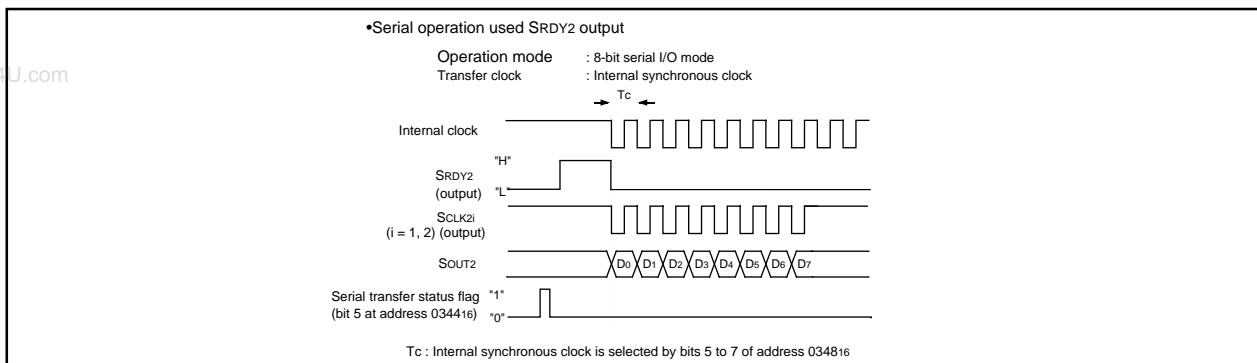 •Serial operation used SRDY2 output
Operation mode : 8-bit serial I/O mode
4U.com
Transfer clock : Internal synchronous clock
Tc
Internal clock
"H"
SRDY2
(output) "L"
SCLK2i
(i = 1, 2) (output)
SOUT2 D0 D1 D2 D3 D4 D5 D6 D7
Serial transfer status flag "1"
(bit 5 at address 034416) "0"
Tc : Internal synchronous clock is selected by bits 5 to 7 of address 034816